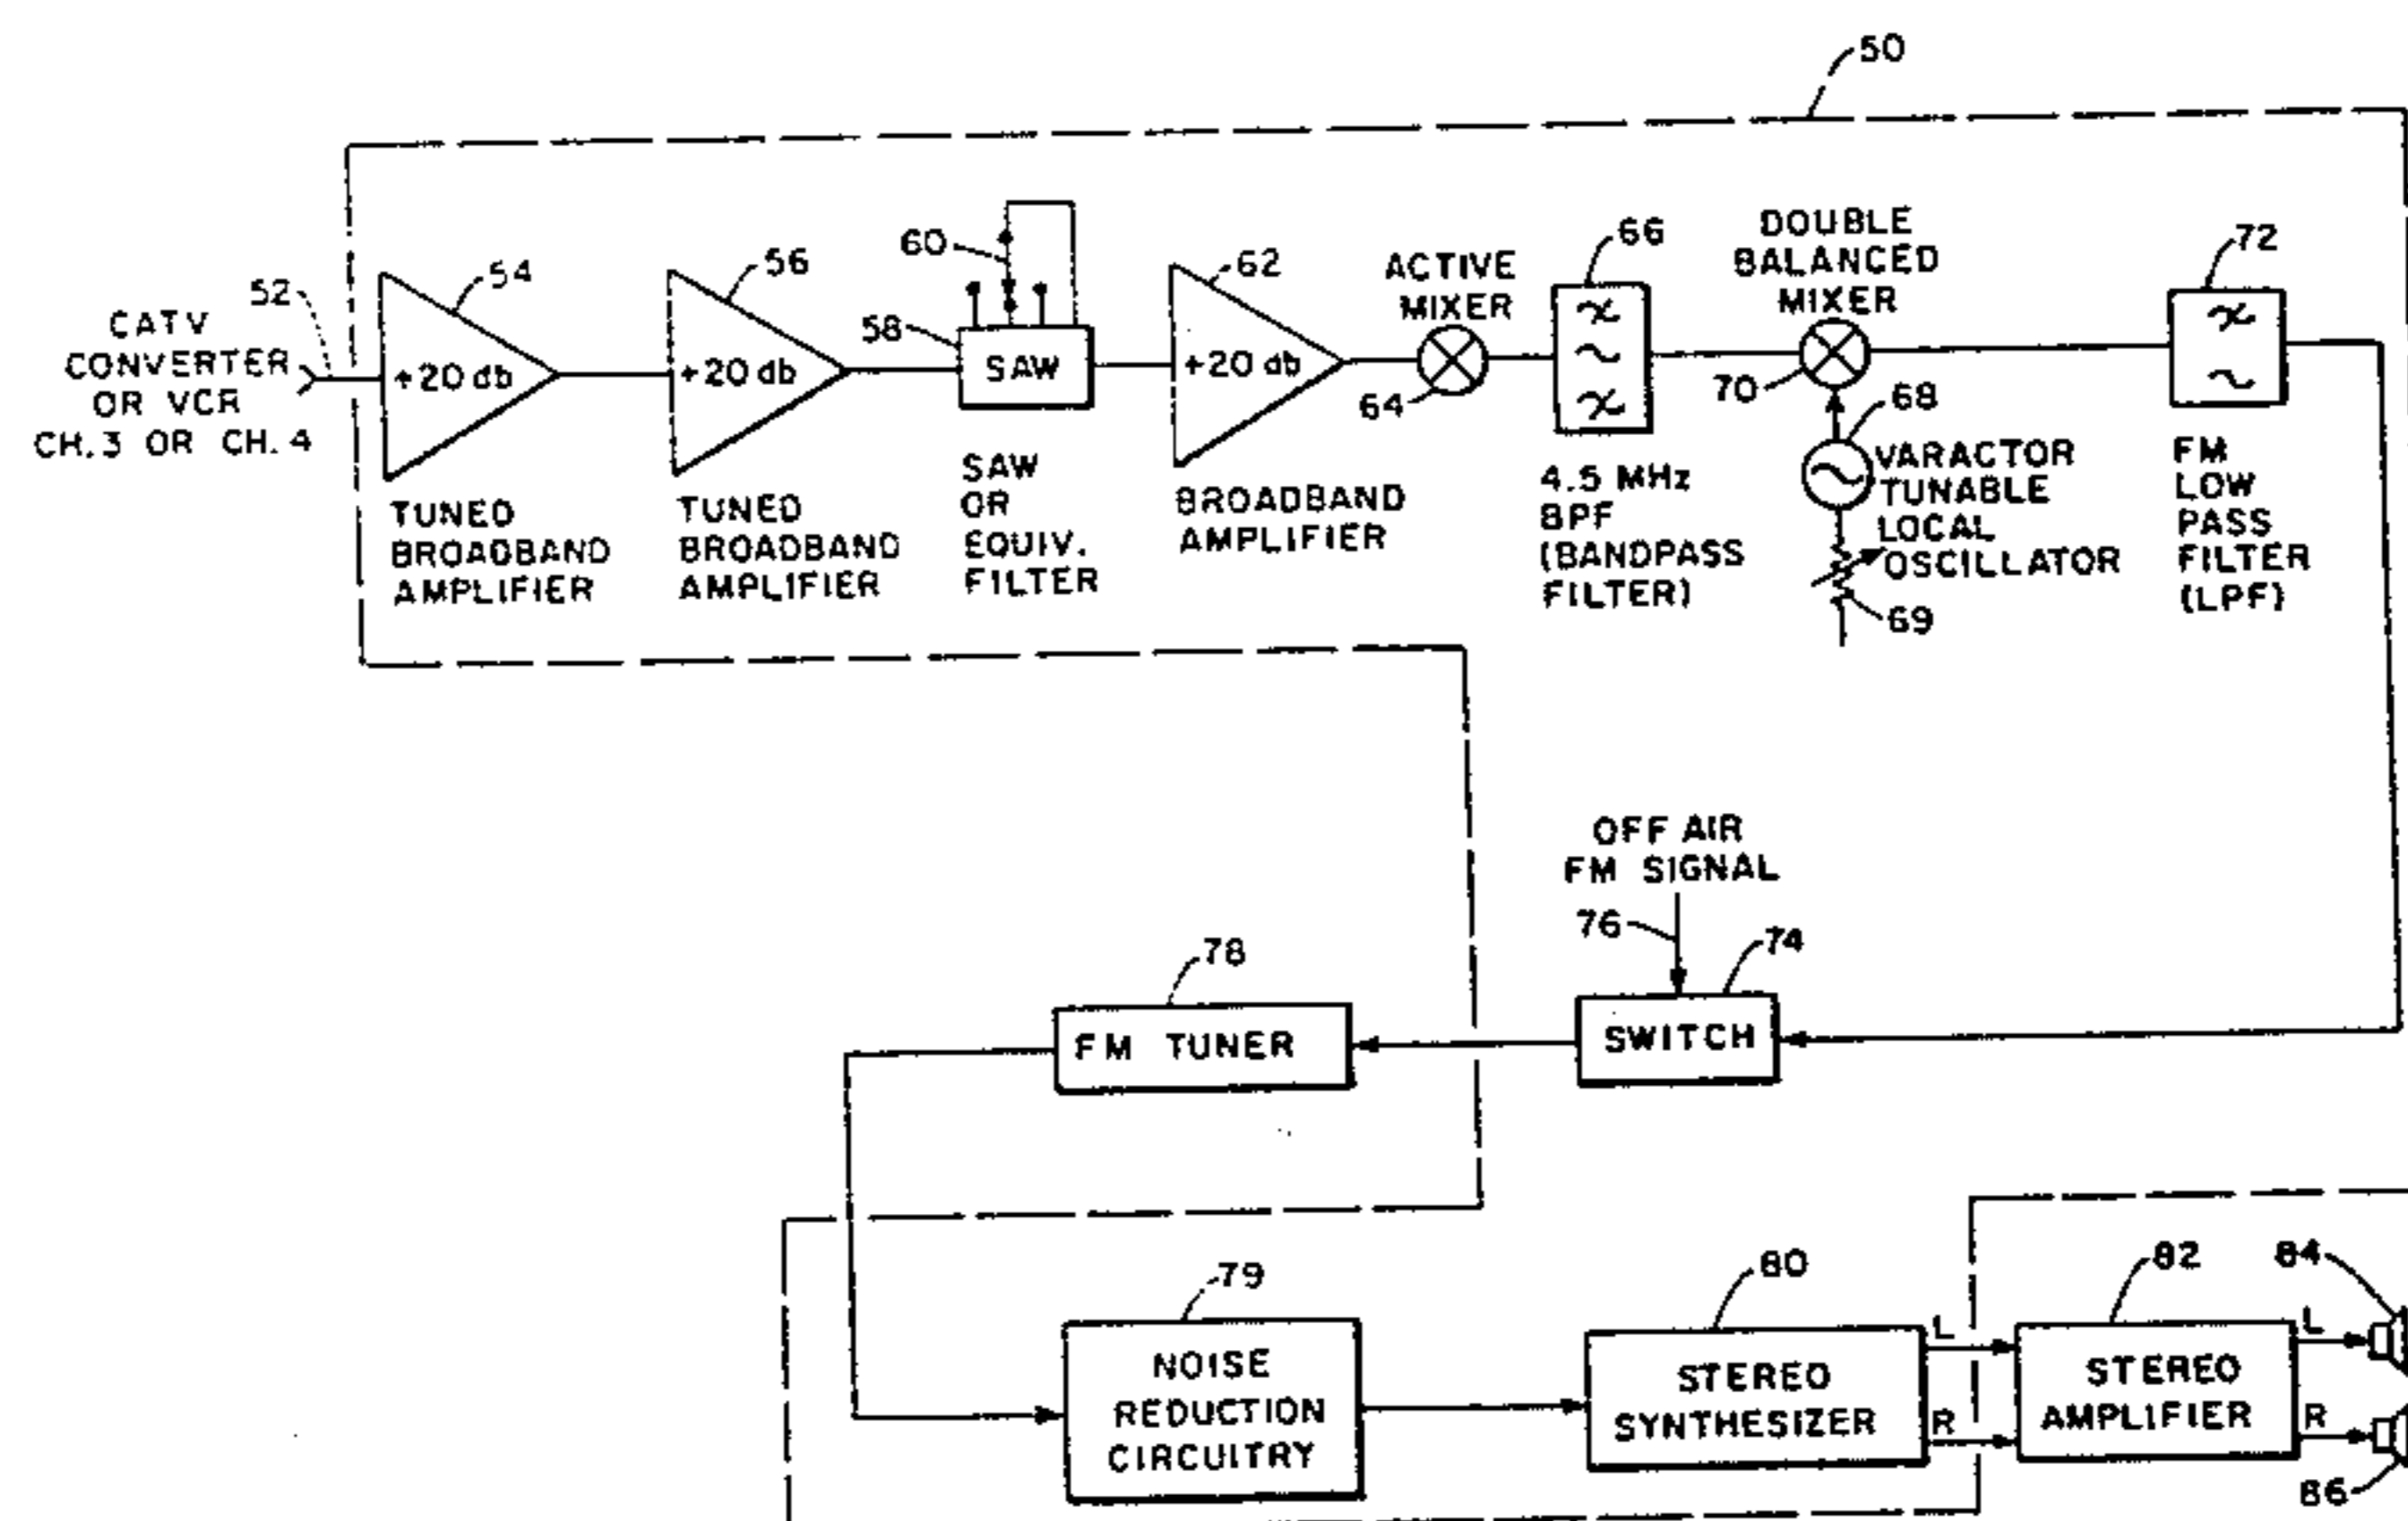 50
52
CATV
CONVERTER
OR VCR
CH.3 OR CH.4
54
+20 db
TUNED
BROADBAND
AMPLIFIER
56
+20 db
TUNED
BROADBAND
AMPLIFIER
60
58
SAW
SAW
OR
EQUIV.
FILTER
62
+20 db
BROADBAND
AMPLIFIER
ACTIVE
MIXER
64
66
4.5 MHz
BPF
(BANDPASS
FILTER)
DOUBLE
BALANCED
MIXER
70
68
VARACTOR
TUNABLE
LOCAL
OSCILLATOR
69
72
FM
LOW
PASS
FILTER
(LPF)
OFF AIR
FM SIGNAL
76
74
SWITCH
78
FM TUNER
79
NOISE
REDUCTION
CIRCUITRY
80
STEREO
SYNTHESIZER
L
R
82
STEREO
AMPLIFIER
L
R
84
86